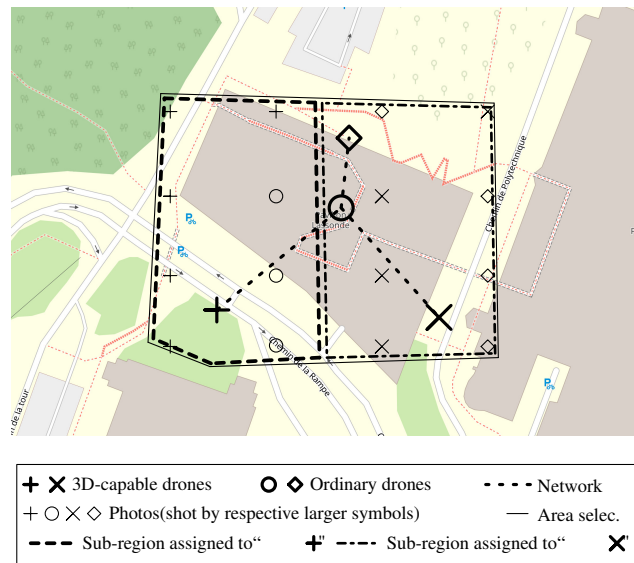 P
P
Chemin de Polytechnique
Lassonde
P
P
Chemin de la Rampe
n de la tour
P
3D-capable drones Ordinary drones Network
Photos(shot by respective larger symbols) Area selec.
Sub-region assigned to“ ” Sub-region assigned to“ ”